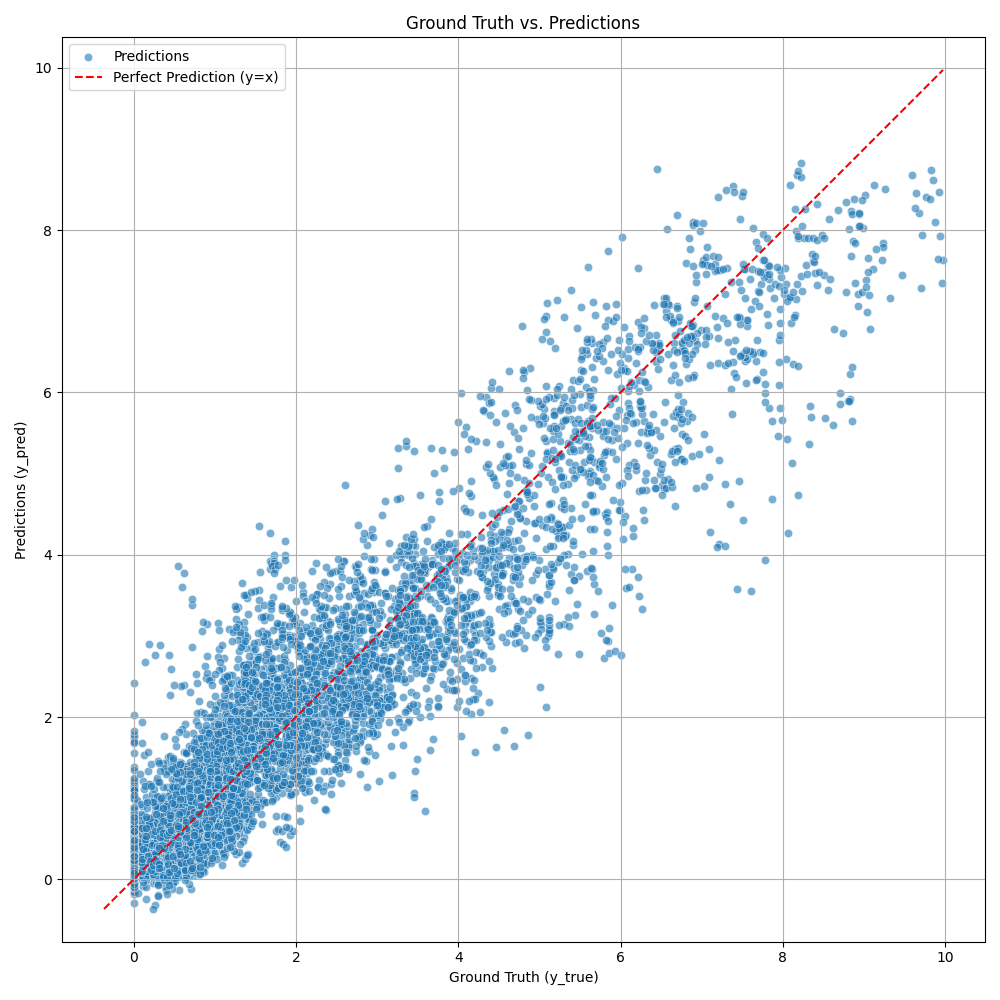 Ground Truth vs. Predictions
Predictions
Perfect Prediction (y=x)
10
8
6
4
2
0
Predictions (y_pred)
0 2 4 6 8 10
Ground Truth (y_true)